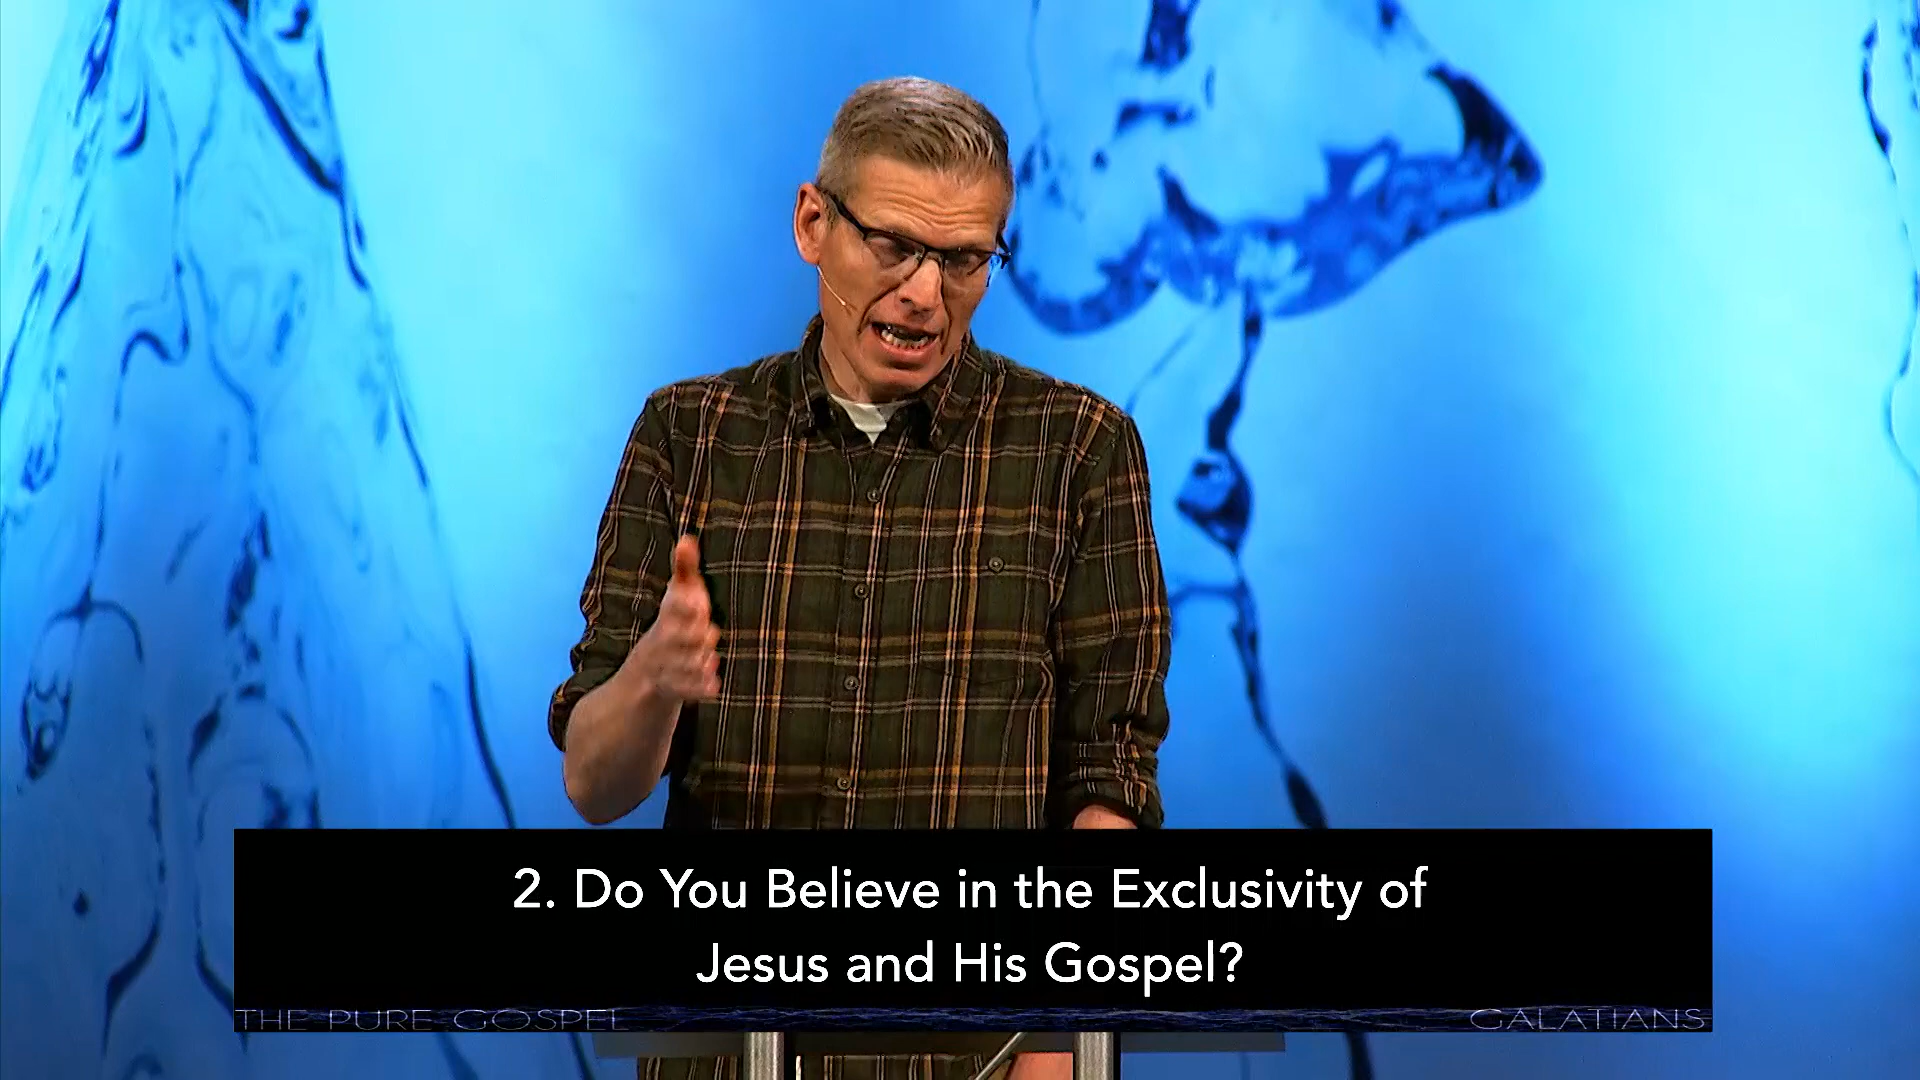 2. Do You Believe in the Exclusivity of
Jesus and His Gospel?
THE PURE GOSPEL
GALATIANS